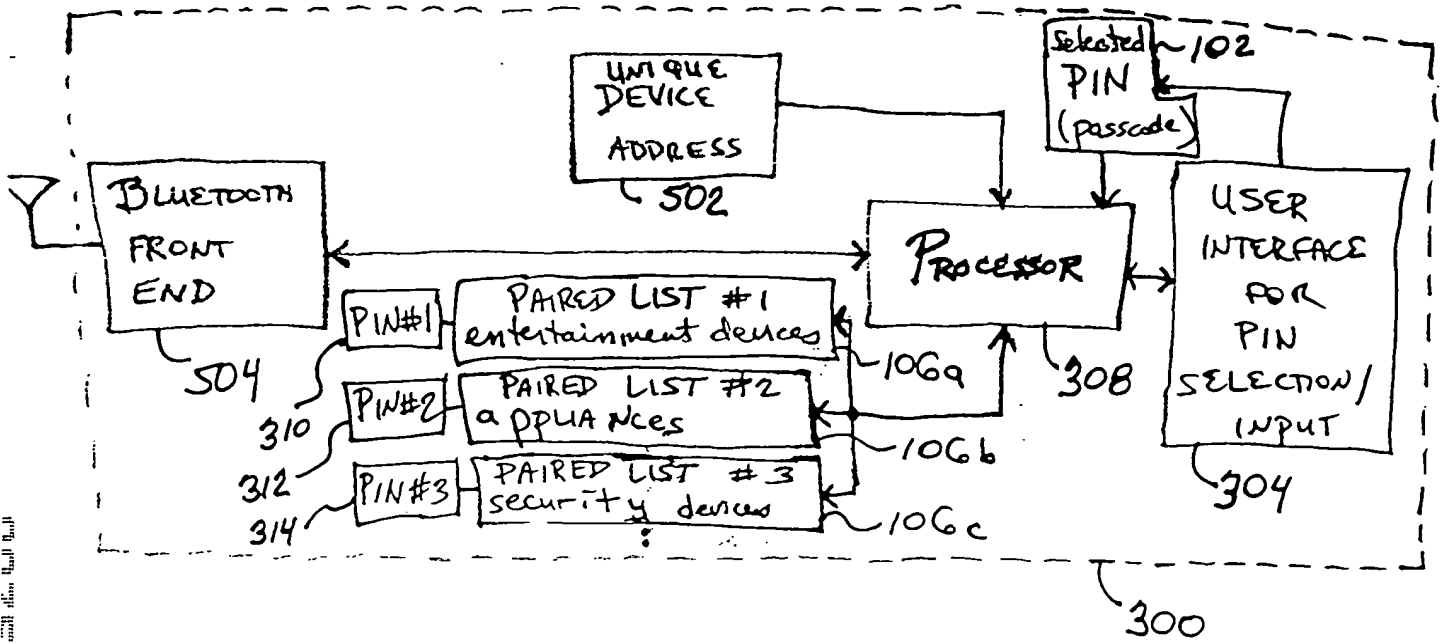 UNIQUE
DEVICE
ADDRESS
502
Selected
PIN
(passcode)
102
BLUETOOTH
FRONT
END
504
PROCESSOR
308
USER
INTERFACE
FOR
PIN
SELECTION/
INPUT
304
PIN#1
310
PAIRED LIST #1
entertainment devices
106a
PIN#2
312
PAIRED LIST #2
appliances
106b
PIN#3
314
PAIRED LIST #3
security devices
106c
300